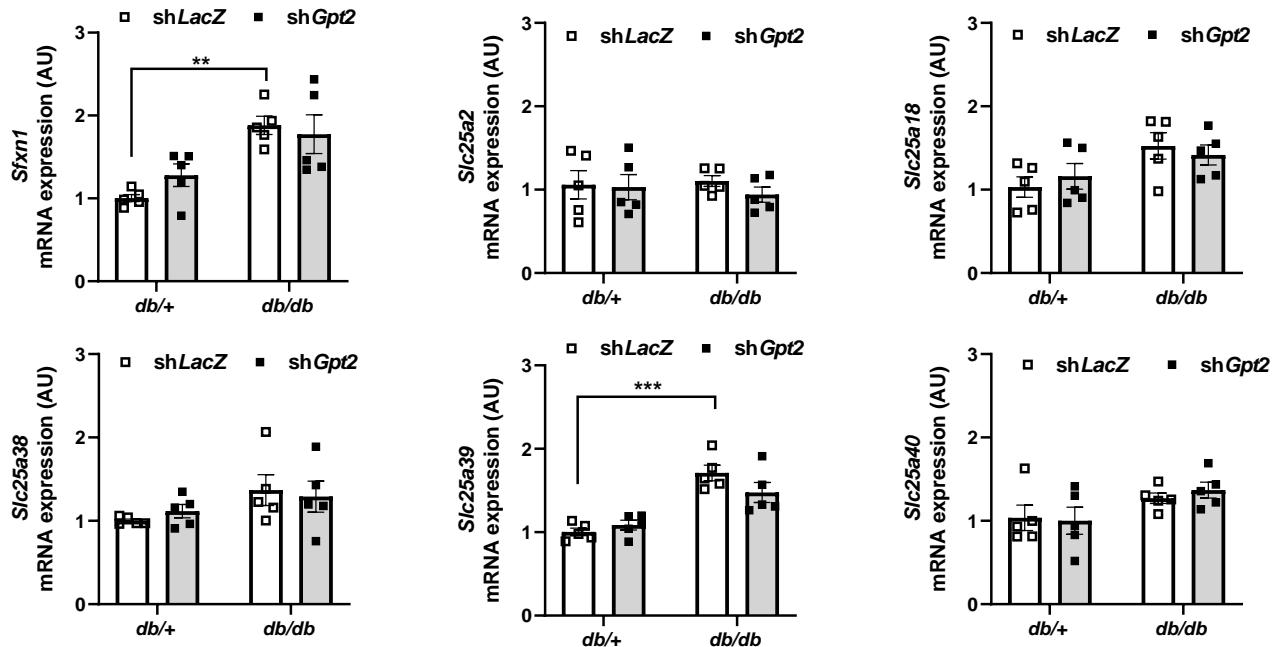 shLacZ shGpt2
Sfxn1
mRNA expression (AU)
3
2
1
0
**
db/+ db/db
shLacZ shGpt2
Slc25a2
mRNA expression (AU)
3
2
1
0
db/+ db/db
shLacZ shGpt2
Slc25a18
mRNA expression (AU)
3
2
1
0
db/+ db/db
shLacZ shGpt2
Slc25a38
mRNA expression (AU)
3
2
1
0
db/+ db/db
shLacZ shGpt2
Slc25a39
mRNA expression (AU)
3
2
1
0
***
db/+ db/db
shLacZ shGpt2
Slc25a40
mRNA expression (AU)
3
2
1
0
db/+ db/db